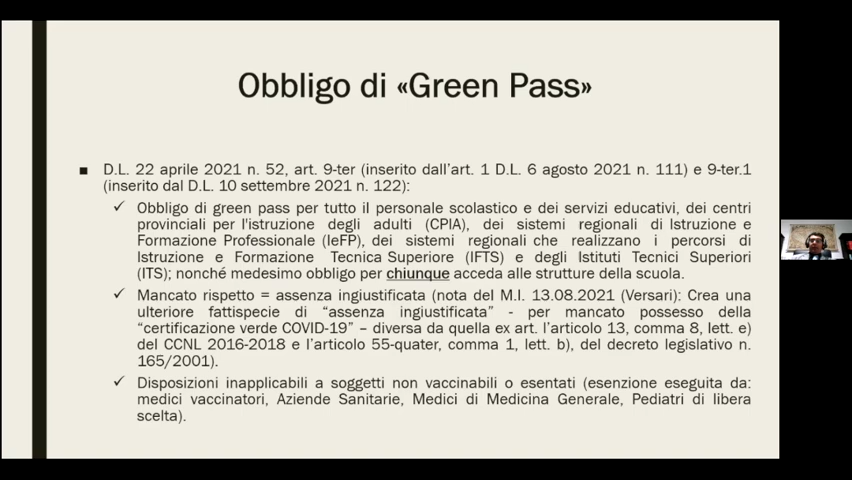 Obbligo di «Green Pass»
■ D.L. 22 aprile 2021 n. 52, art. 9-ter (inserito dall'art. 1 D.L. 6 agosto 2021 n. 111) e 9-ter.1
(inserito dal D.L. 10 settembre 2021 n. 122):
✓ Obbligo di green pass per tutto il personale scolastico e dei servizi educativi, dei centri
provinciali per l'istruzione degli adulti (CPIA), dei sistemi regionali di Istruzione e
Formazione Professionale (IeFP), dei sistemi regionali che realizzano i percorsi di
Istruzione e Formazione Tecnica Superiore (IFTS) e degli Istituti Tecnici Superiori
(ITS); nonché medesimo obbligo per chiunque acceda alle strutture della scuola.
✓ Mancato rispetto = assenza ingiustificata (nota del M.I. 13.08.2021 (Versari): Crea una
ulteriore fattispecie di “assenza ingiustificata” - per mancato possesso della
“certificazione verde COVID-19” – diversa da quella ex art. l'articolo 13, comma 8, lett. e)
del CCNL 2016-2018 e l'articolo 55-quater, comma 1, lett. b), del decreto legislativo n.
165/2001).
✓ Disposizioni inapplicabili a soggetti non vaccinabili o esentati (esenzione eseguita da:
medici vaccinatori, Aziende Sanitarie, Medici di Medicina Generale, Pediatri di libera
scelta).